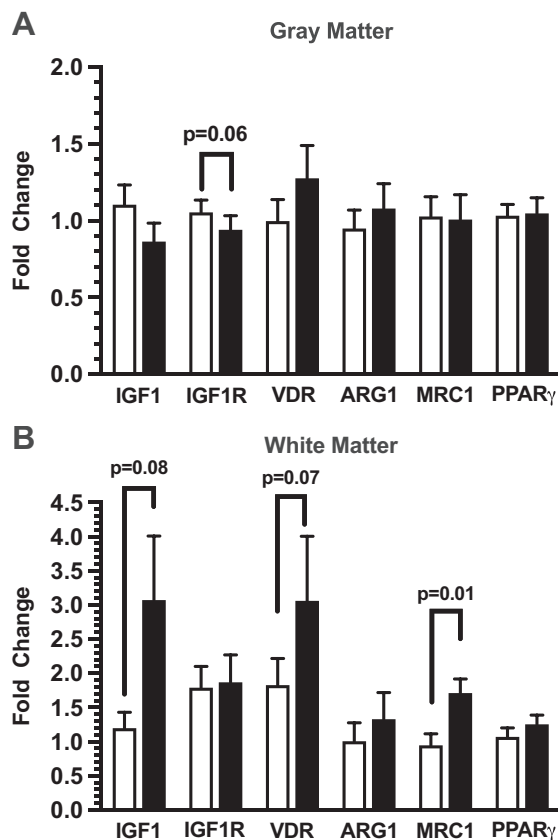 A
Gray Matter
Fold Change
2.0
1.5
1.0
0.5
0.0
p=0.06
IGF1 IGF1R VDR ARG1 MRC1 PPARγ
B
White Matter
Fold Change
4.5
4.0
3.5
3.0
2.5
2.0
1.5
1.0
0.5
0.0
p=0.08
p=0.07
p=0.01
IGF1 IGF1R VDR ARG1 MRC1 PPARγ